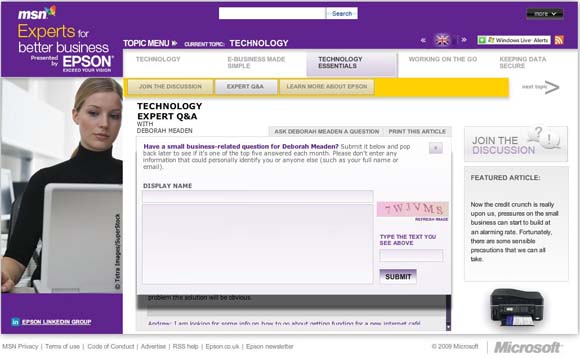 msn
Search
more
Experts for
better business
Presented by EPSON
EXCEED YOUR VISION
TOPIC MENU
CURRENT TOPIC: TECHNOLOGY
Windows Live Alerts
TECHNOLOGY
E-BUSINESS MADE SIMPLE
TECHNOLOGY ESSENTIALS
WORKING ON THE GO
KEEPING DATA SECURE
JOIN THE DISCUSSION
EXPERT Q&A
LEARN MORE ABOUT EPSON
next topic >
TECHNOLOGY
EXPERT Q&A
WITH
DEBORAH MEADEN
ASK DEBORAH MEADEN A QUESTION
PRINT THIS ARTICLE
Have a small business-related question for Deborah Meaden? Submit it below and pop
back later to see if it's one of the top five answered each month. Please don't enter any
information that could personally identify you or anyone else (such as your full name or
email).
x
DISPLAY NAME
7WJVM8
REFRESH IMAGE
TYPE THE TEXT YOU
SEE ABOVE
SUBMIT
problem the solution will be obvious.
Andrew: I am looking for some info on how to go about getting funding for a new internet café
JOIN THE
DISCUSSION
FEATURED ARTICLE:
Now the credit crunch is really
upon us, pressures on the small
business can start to build at
an alarming rate. Fortunately,
there are some sensible
precautions that we can all
take.
© Tetra Images/SuperStock
in EPSON LINKEDIN GROUP
MSN Privacy | Terms of use | Code of Conduct | Advertise | RSS help | Epson.co.uk | Epson newsletter
© 2009 Microsoft | Microsoft